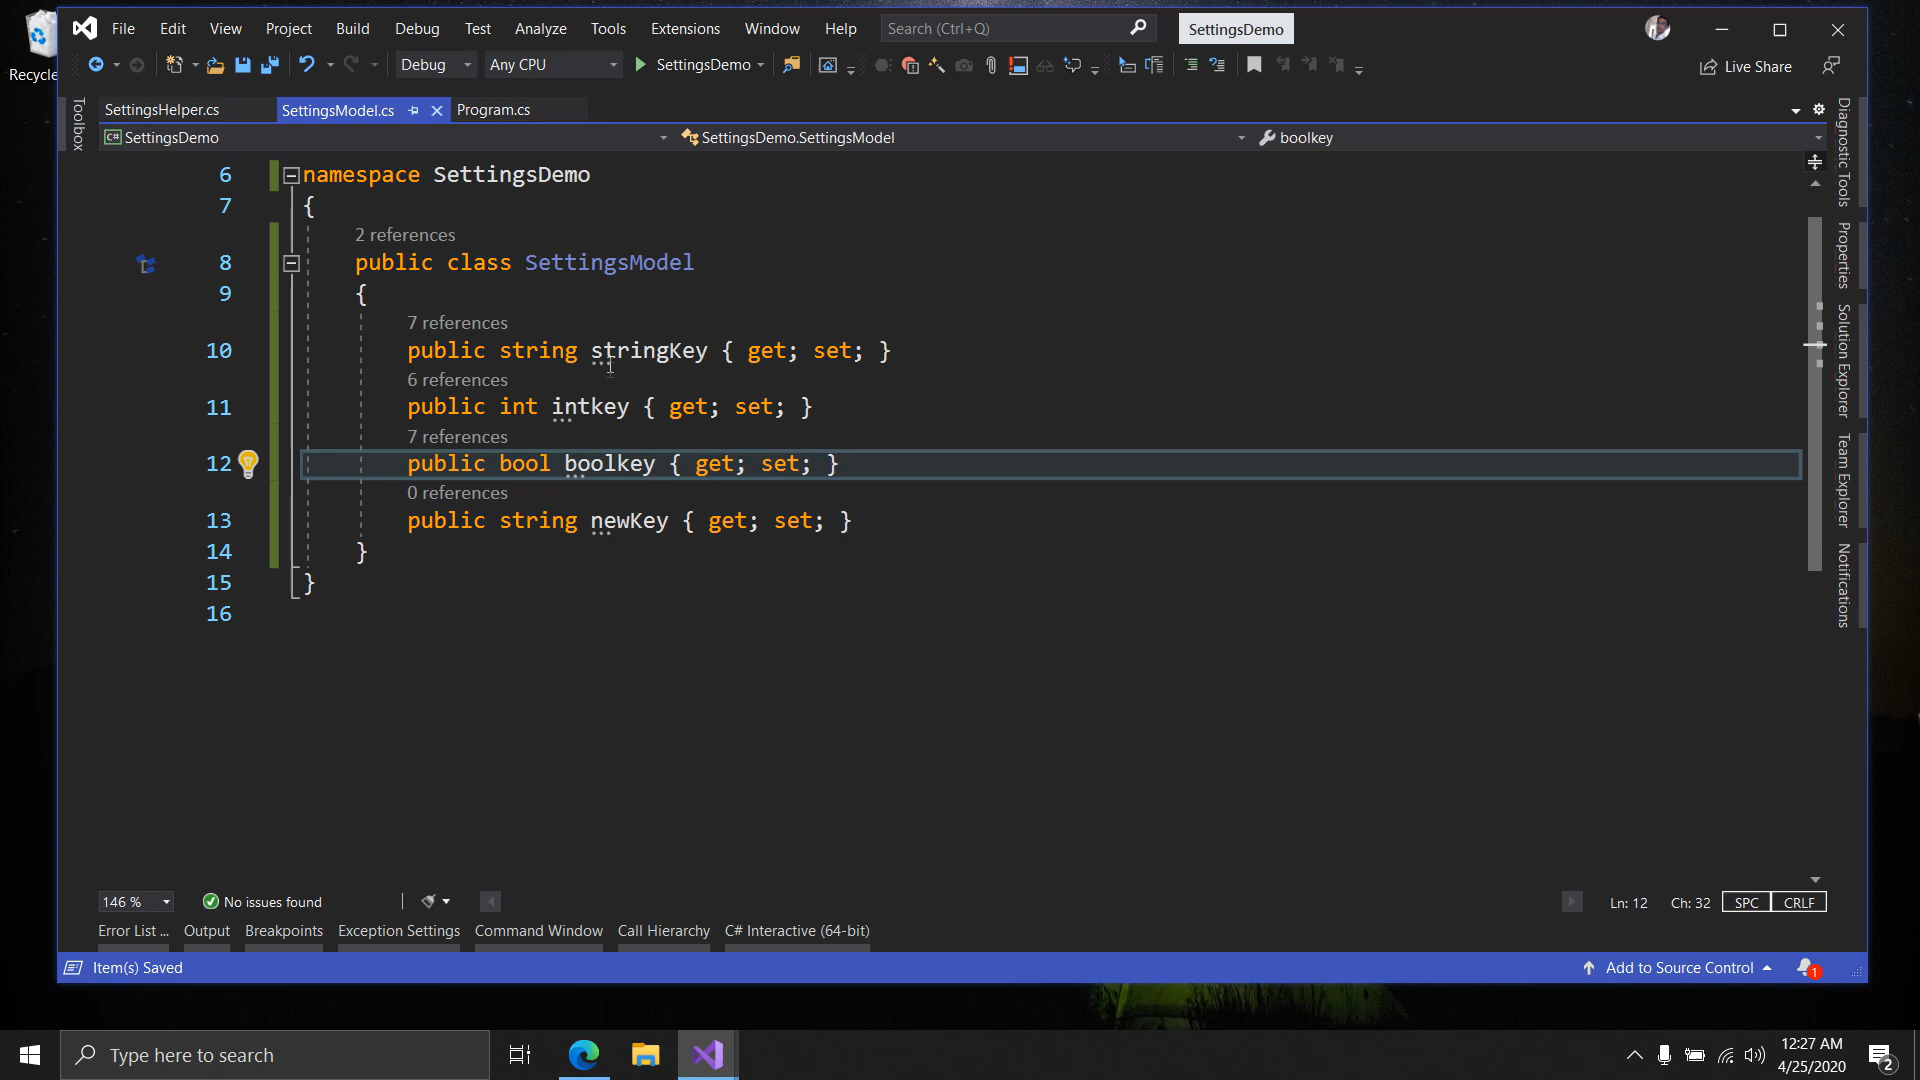 Recycle
File Edit View Project Build Debug Test Tools Analyze Extensions Window Help Search (Ctrl+Q) SettingsDemo
Debug Any CPU SettingsDemo Live Share
Toolbox
SettingsHelper.cs SettingsModel.cs Program.cs
C# SettingsDemo SettingsDemo.SettingsModel boolkey
6 namespace SettingsDemo
7 {
2 references
8 public class SettingsModel
9 {
7 references
10 public string stringKey { get; set; }
6 references
11 public int intkey { get; set; }
7 references
12 public bool boolkey { get; set; }
0 references
13 public string newKey { get; set; }
14 }
15 }
16
Diagnostic Tools
Properties
Solution Explorer
Team Explorer
Notifications
146 % No issues found Ln: 12 Ch: 32 SPC CRLF
Error List ... Output Breakpoints Exception Settings Command Window Call Hierarchy C# Interactive (64-bit)
Item(s) Saved Add to Source Control 1
Type here to search
12:27 AM
4/25/2020
2